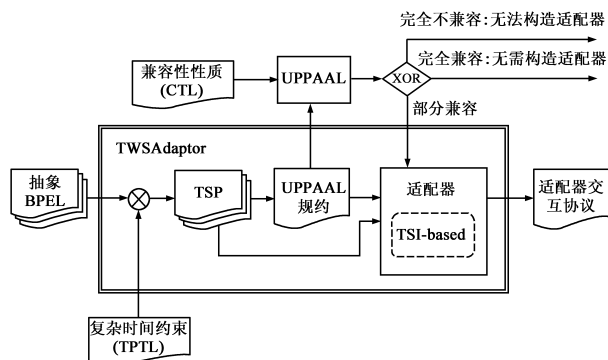 完全不兼容:无法构造适配器
完全兼容:无需构造适配器
兼容性性质
(CTL)
UPPAAL
XOR
部分兼容
TWSAdaptor
抽象
BPEL
TSP
UPPAAL
规约
适配器
TSI-based
适配器交
互协议
复杂时间约束
(TPTL)